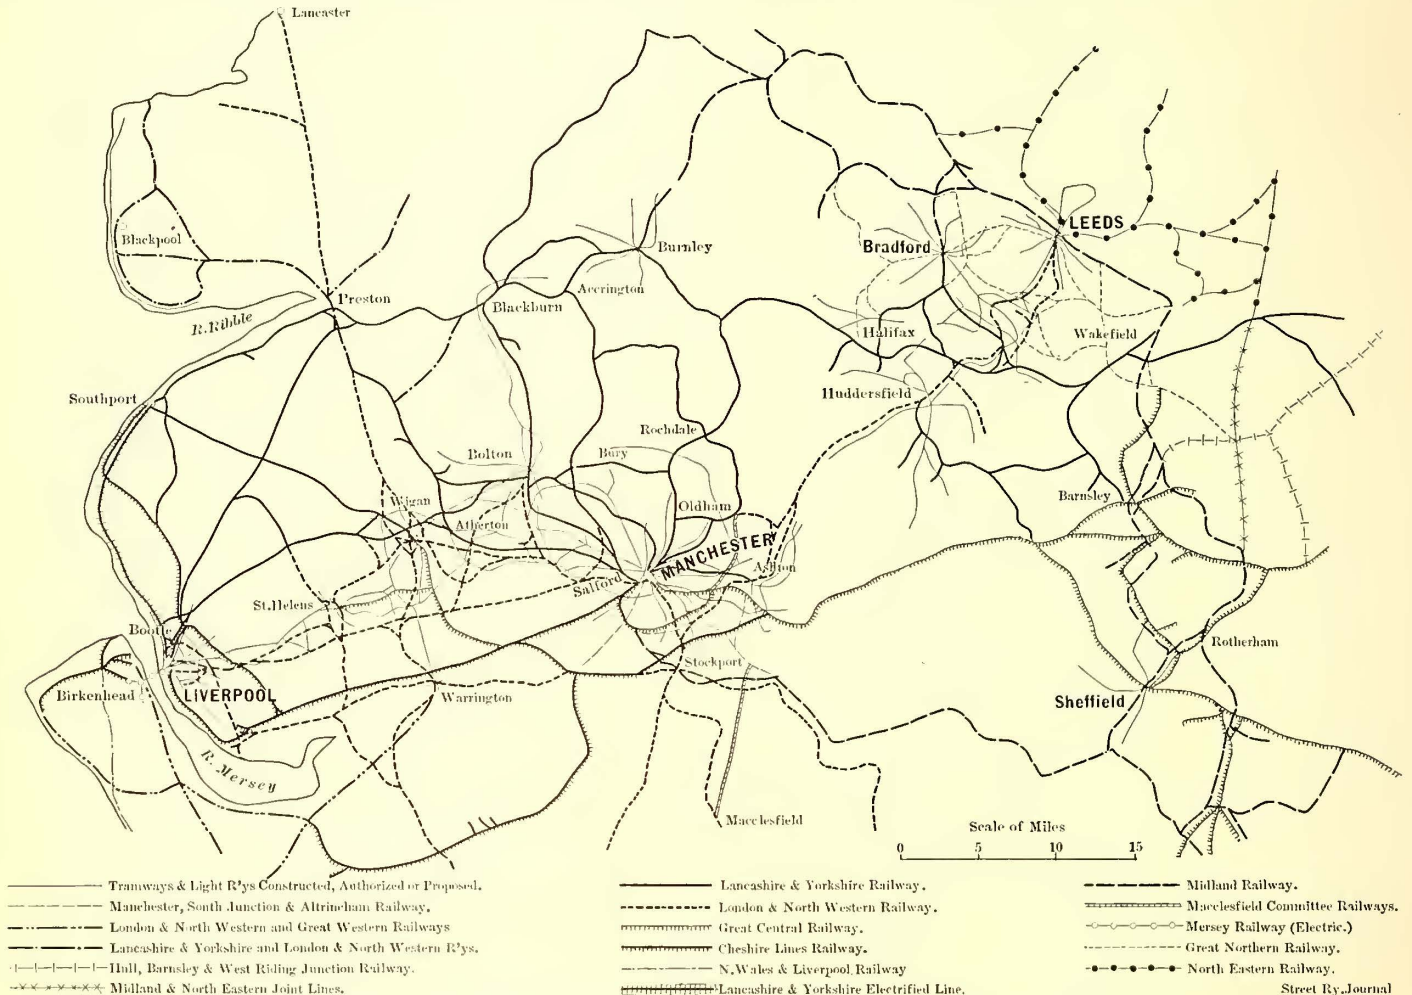 Lancaster
Blackpool
Preston
R. Ribble
Burnley
Accrington
Blackburn
Bradford
LEEDS
Halifax
Wakefield
Huddersfield
Southport
Rochdale
Bolton
Bury
Wigan
Atherton
Oldham
MANCHESTER
Ashton
Salford
Barnsley
St. Helens
Bootle
Birkenhead
LIVERPOOL
Warrington
Stockport
Rotherham
Sheffield
R. Mersey
Macclesfield
Scale of Miles
0 5 10 15
Tramways & Light R'ys Constructed, Authorized or Proposed.
Manchester, South Junction & Altrincham Railway.
London & North Western and Great Western Railways
Lancashire & Yorkshire and London & North Western R'ys.
Hull, Barnsley & West Riding Junction Railway.
Midland & North Eastern Joint Lines.
Lancashire & Yorkshire Railway.
London & North Western Railway.
Great Central Railway.
Cheshire Lines Railway.
N. Wales & Liverpool Railway
Lancashire & Yorkshire Electrified Line.
Midland Railway.
Macclesfield Committee Railways.
Mersey Railway (Electric.)
Great Northern Railway.
North Eastern Railway.
Street Ry. Journal